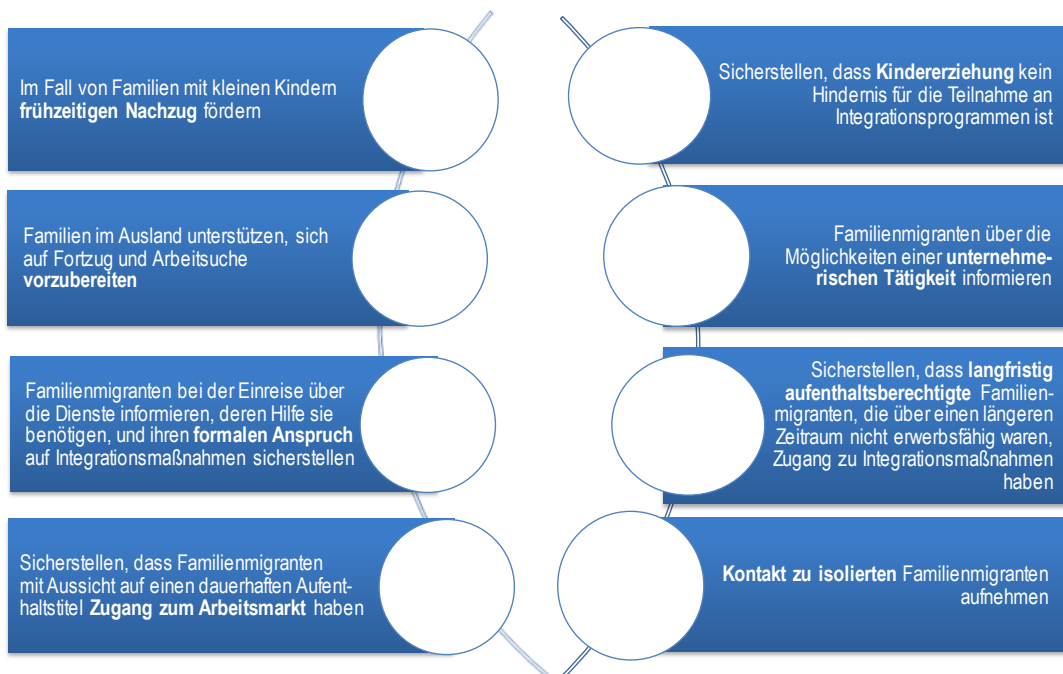 Im Fall von Familien mit kleinen Kindern
frühzeitigen Nachzug fördern
Familien im Ausland unterstützen, sich
auf Fortzug und Arbeitsuche
vorzubereiten
Familienmigranten bei der Einreise über
die Dienste informieren, deren Hilfe sie
benötigen, und ihren formalen Anspruch
auf Integrationsmaßnahmen sicherstellen
Sicherstellen, dass Familienmigranten
mit Aussicht auf einen dauerhaften Aufent-
haltstitel Zugang zum Arbeitsmarkt haben
Sicherstellen, dass Kindererziehung kein
Hindernis für die Teilnahme an
Integrationsprogrammen ist
Familienmigranten über die
Möglichkeiten einer unternehme-
rischen Tätigkeit informieren
Sicherstellen, dass langfristig
aufenthaltsberechtigte Familien-
migranten, die über einen längeren
Zeitraum nicht erwerbsfähig waren,
Zugang zu Integrationsmaßnahmen
haben
Kontakt zu isolierten Familienmigranten
aufnehmen